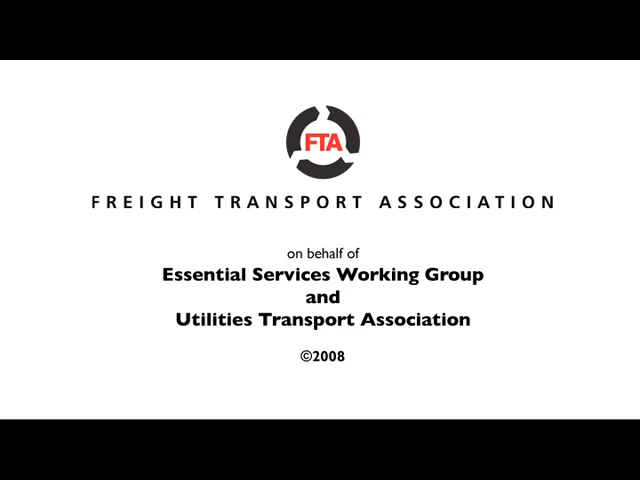 FTA
FREIGHT TRANSPORT ASSOCIATION
on behalf of
Essential Services Working Group
and
Utilities Transport Association
©2008